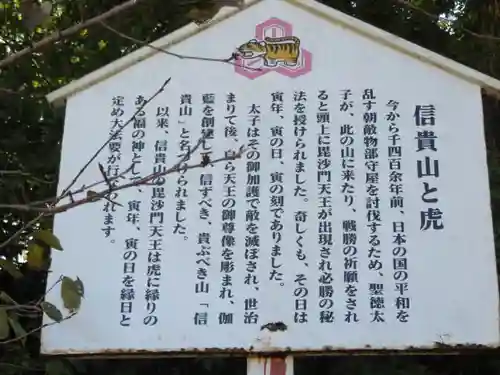 信貴山と虎
今から千四百余年前、日本の国の平和を
乱す朝敵物部守屋を討伐するため、聖徳太
子が、此の山に来たり、戦勝の祈願をされ
ると頭上に毘沙門天王が出現され必勝の秘
法を授けられました。奇しくも、その日は
寅年、寅の日、寅の刻でありました。
太子はその御加護で敵を滅ぼされ、世治
まりて後、自ら天王の御尊像を彫まれ、伽
藍を創建し、信ずべき、貴ぶべき山「信
貴山」と名づけられました。
以来、信貴山の毘沙門天王は虎に縁りの
ある福の神として、寅年、寅の日を縁日と
定め大法要が行われます。